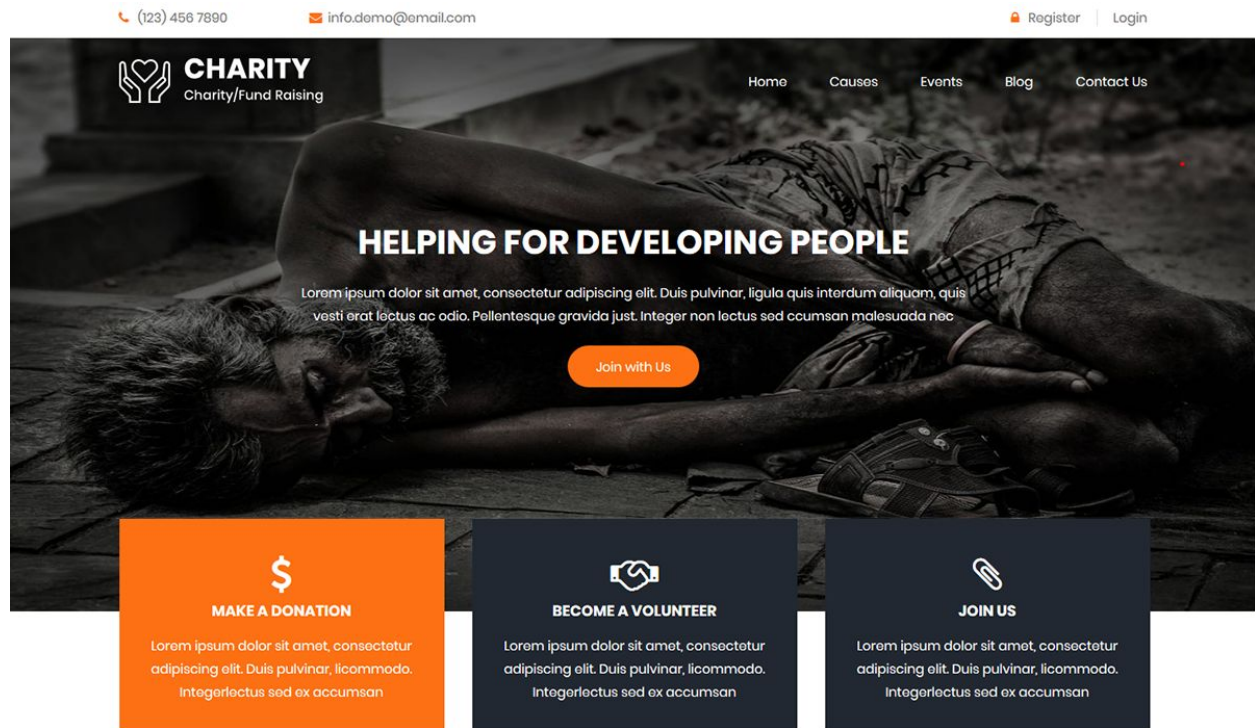 (123) 456 7890
info.demo@email.com
Register
Login
CHARITY
Charity/Fund Raising
Home
Causes
Events
Blog
Contact Us
HELPING FOR DEVELOPING PEOPLE
Lorem ipsum dolor sit amet, consectetur adipiscing elit. Duis pulvinar, ligula quis interdum aliquam, quis
vesti erat lectus ac odio. Pellentesque gravida just. Integer non lectus sed ccumsan malesuada nec
Join with Us
$
MAKE A DONATION
Lorem ipsum dolor sit amet, consectetur
adipiscing elit. Duis pulvinar, licommodo.
Integerlectus sed ex accumsan
BECOME A VOLUNTEER
Lorem ipsum dolor sit amet, consectetur
adipiscing elit. Duis pulvinar, licommodo.
Integerlectus sed ex accumsan
JOIN US
Lorem ipsum dolor sit amet, consectetur
adipiscing elit. Duis pulvinar, licommodo.
Integerlectus sed ex accumsan